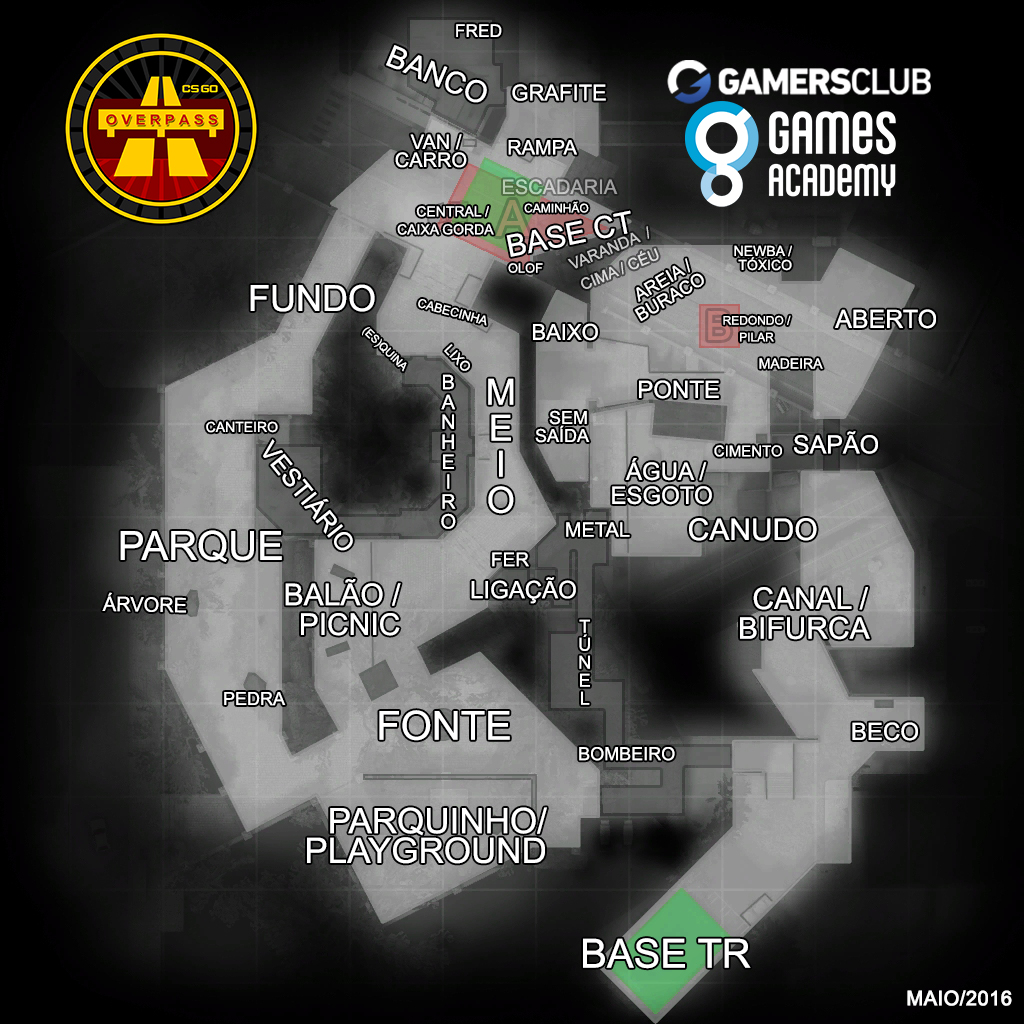 FRED
BANCO
GRAFITE
CS GO
OVERPASS
GAMERSCLUB
GAMES
ACADEMY
VAN /
CARRO
RAMPA
ESCADARIA
CAMINHÃO
CENTRAL /
CAIXA GORDA
A
BASE CT
OLOF
VARANDA /
CIMA / CÉU
NEWBA /
TÓXICO
AREIA /
BURACO
FUNDO
CABECINHA
BAIXO
B
REDONDO /
PILAR
ABERTO
(ES)QUINA
LIXO
MADEIRA
BANHEIRO
MEIO
PONTE
CANTEIRO
SEM
SAÍDA
CIMENTO
SAPÃO
VESTIÁRIO
ÁGUA /
ESGOTO
METAL
CANUDO
PARQUE
FER
LIGAÇÃO
ÁRVORE
BALÃO /
PICNIC
CANAL /
BIFURCA
TÚNEL
PEDRA
FONTE
BECO
BOMBEIRO
PARQUINHO/
PLAYGROUND
BASE TR
MAIO/2016